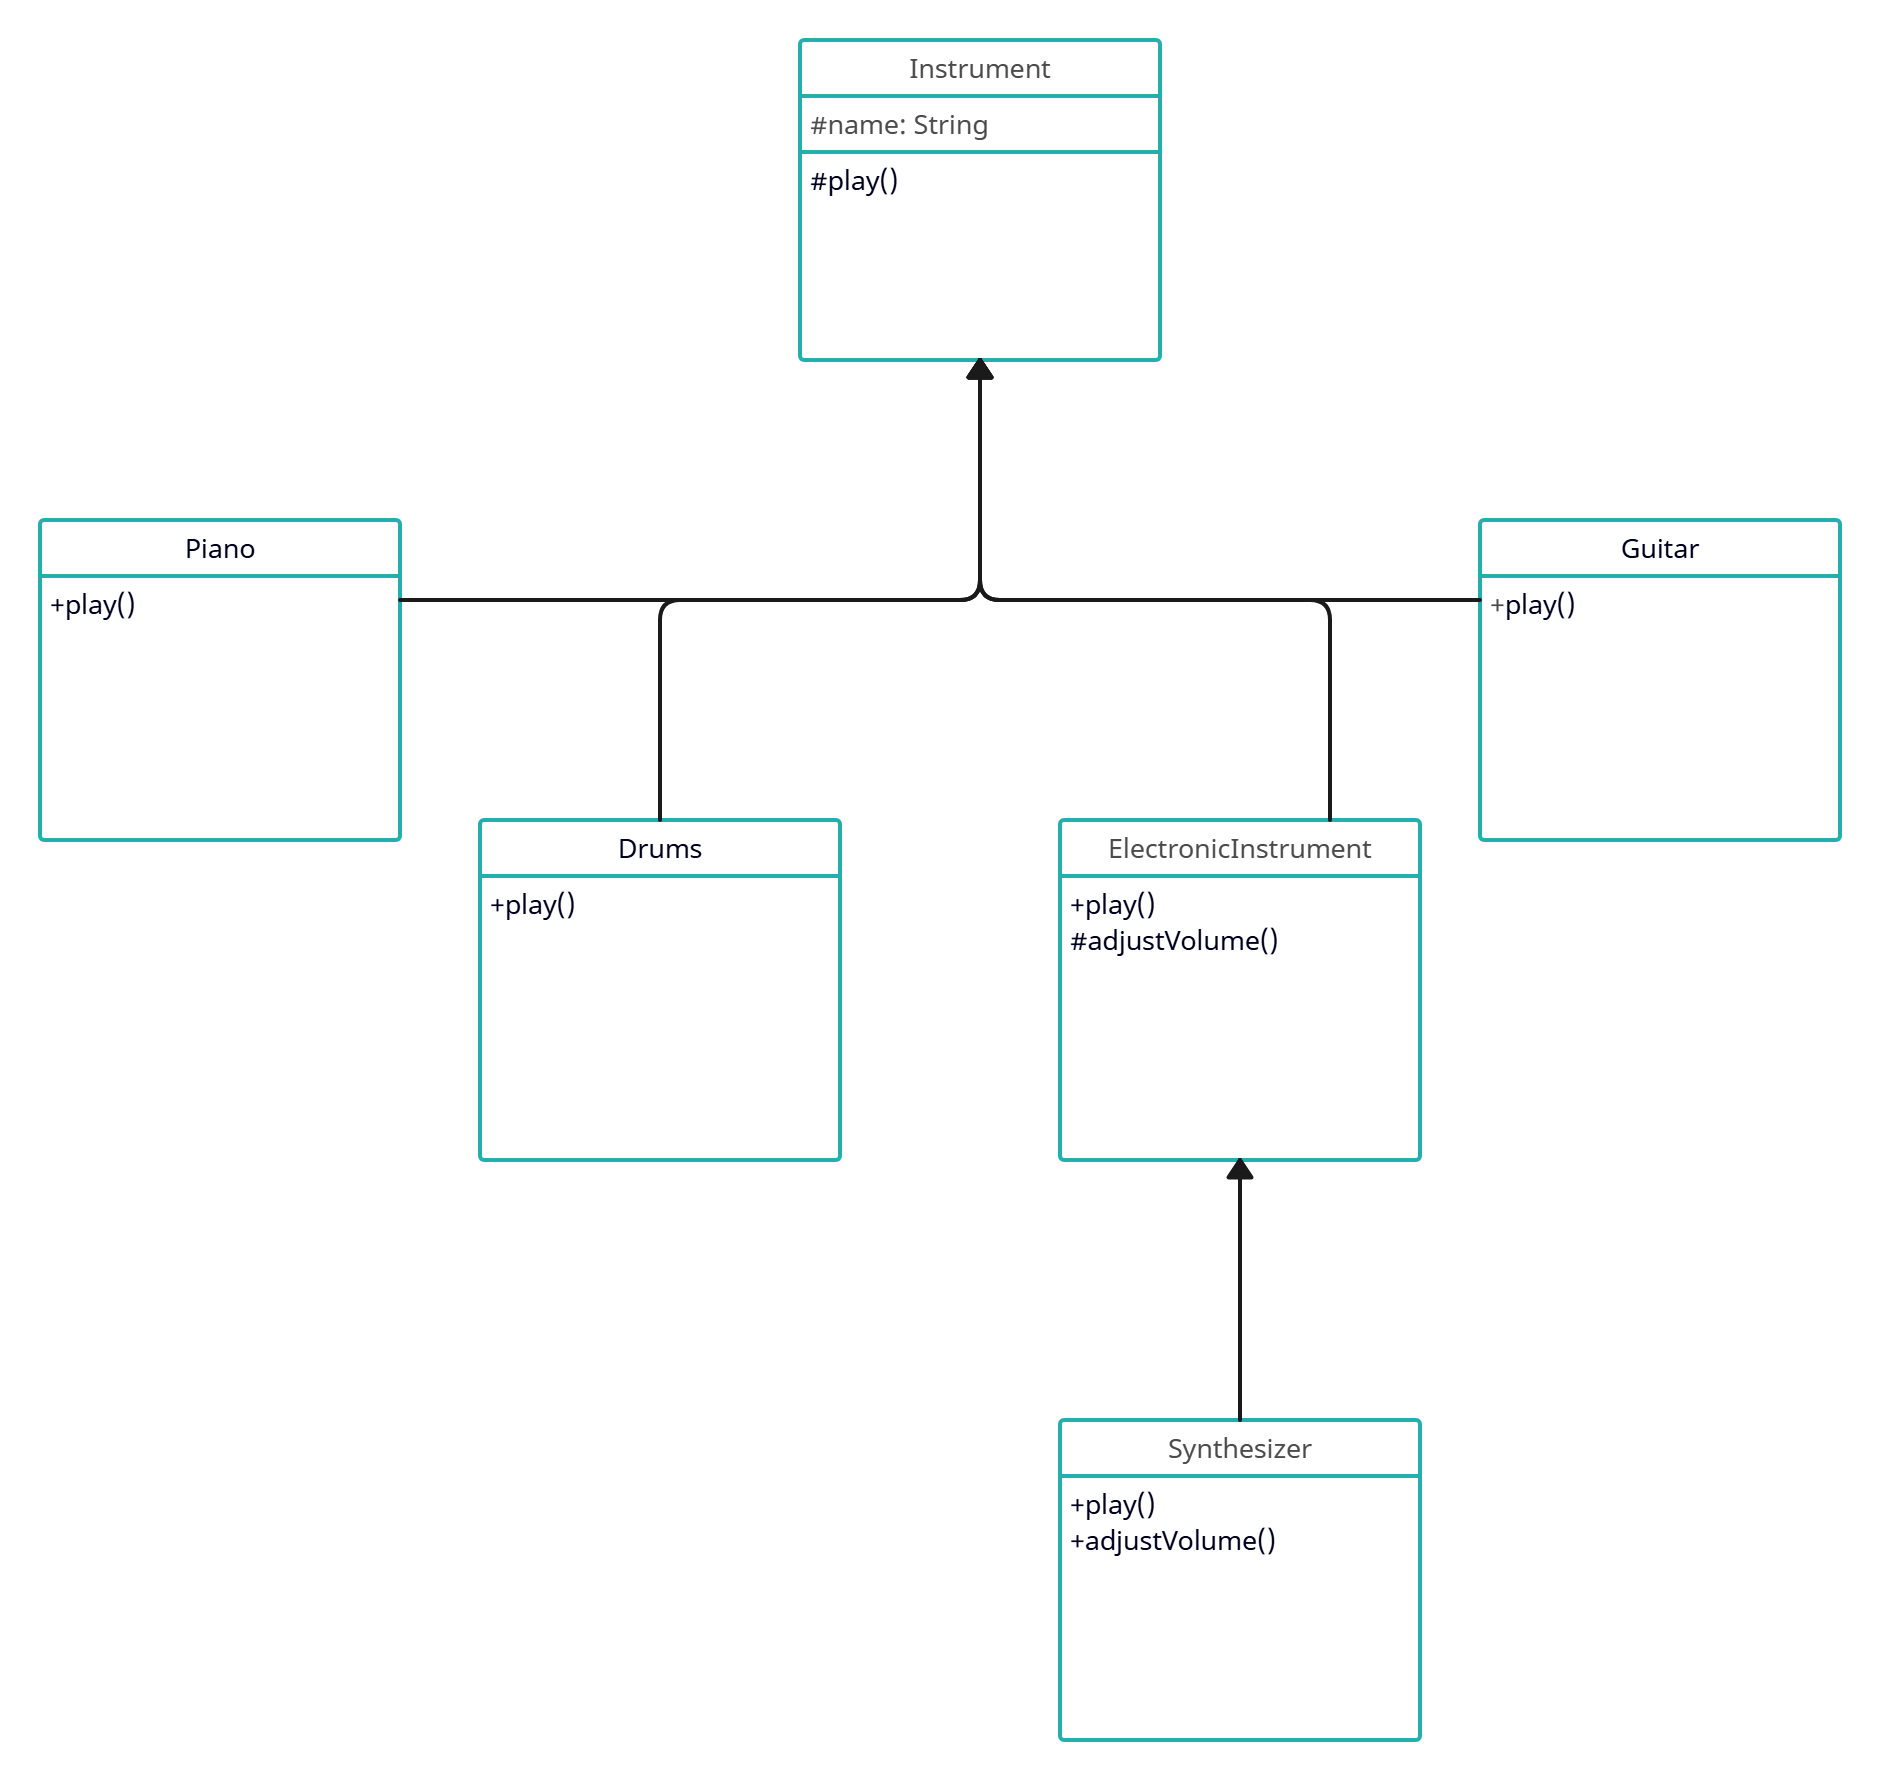 Instrument
#name: String
#play()
Piano
+play()
Guitar
+play()
Drums
+play()
ElectronicInstrument
+play()
#adjustVolume()
Synthesizer
+play()
+adjustVolume()